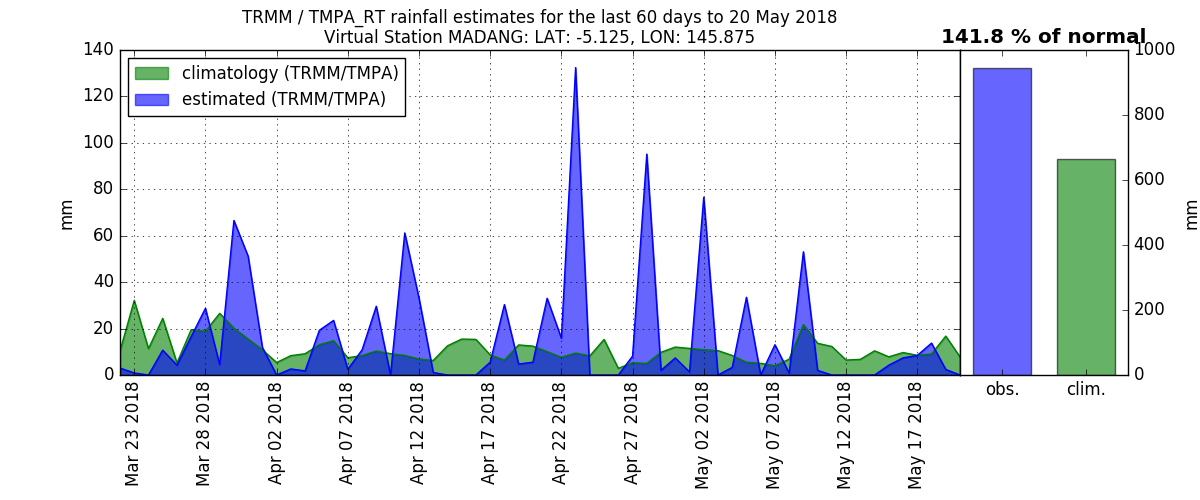 TRMM / TMPA_RT rainfall estimates for the last 60 days to 20 May 2018
Virtual Station MADANG: LAT: -5.125, LON: 145.875
141.8 % of normal
climatology (TRMM/TMPA)
estimated (TRMM/TMPA)
140
120
100
80
60
40
20
0
mm
1000
800
600
400
200
0
mm
Mar 23 2018
Mar 28 2018
Apr 02 2018
Apr 07 2018
Apr 12 2018
Apr 17 2018
Apr 22 2018
Apr 27 2018
May 02 2018
May 07 2018
May 12 2018
May 17 2018
obs.
clim.